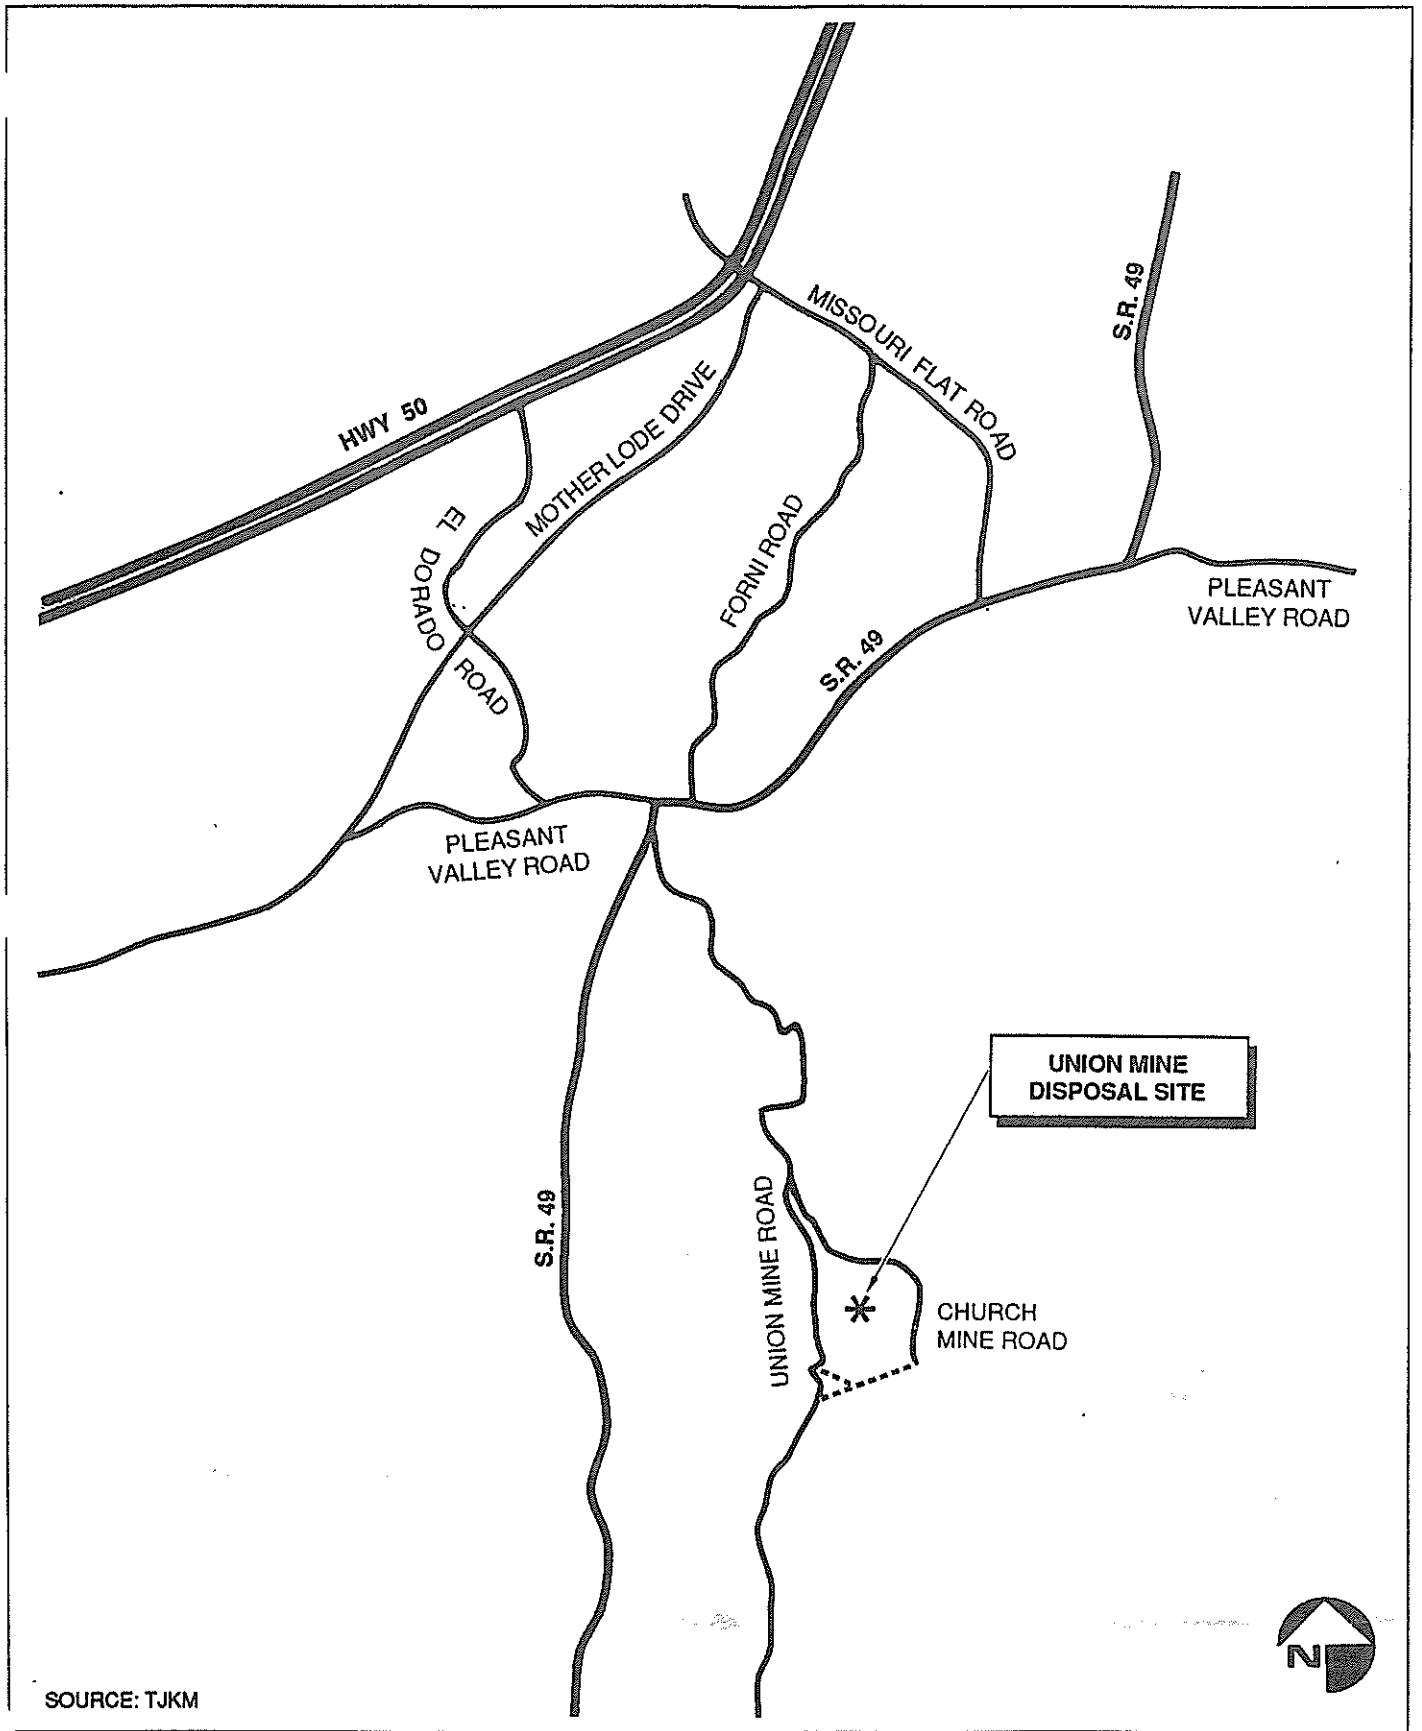 HWY 50
MISSOURI FLAT ROAD
S.R. 49
MOTHER LODE DRIVE
EL DORADO ROAD
FORNI ROAD
PLEASANT
VALLEY ROAD
S.R. 49
PLEASANT
VALLEY ROAD
UNION MINE
DISPOSAL SITE
S.R. 49
UNION MINE ROAD
CHURCH
MINE ROAD
N
SOURCE: TJKM